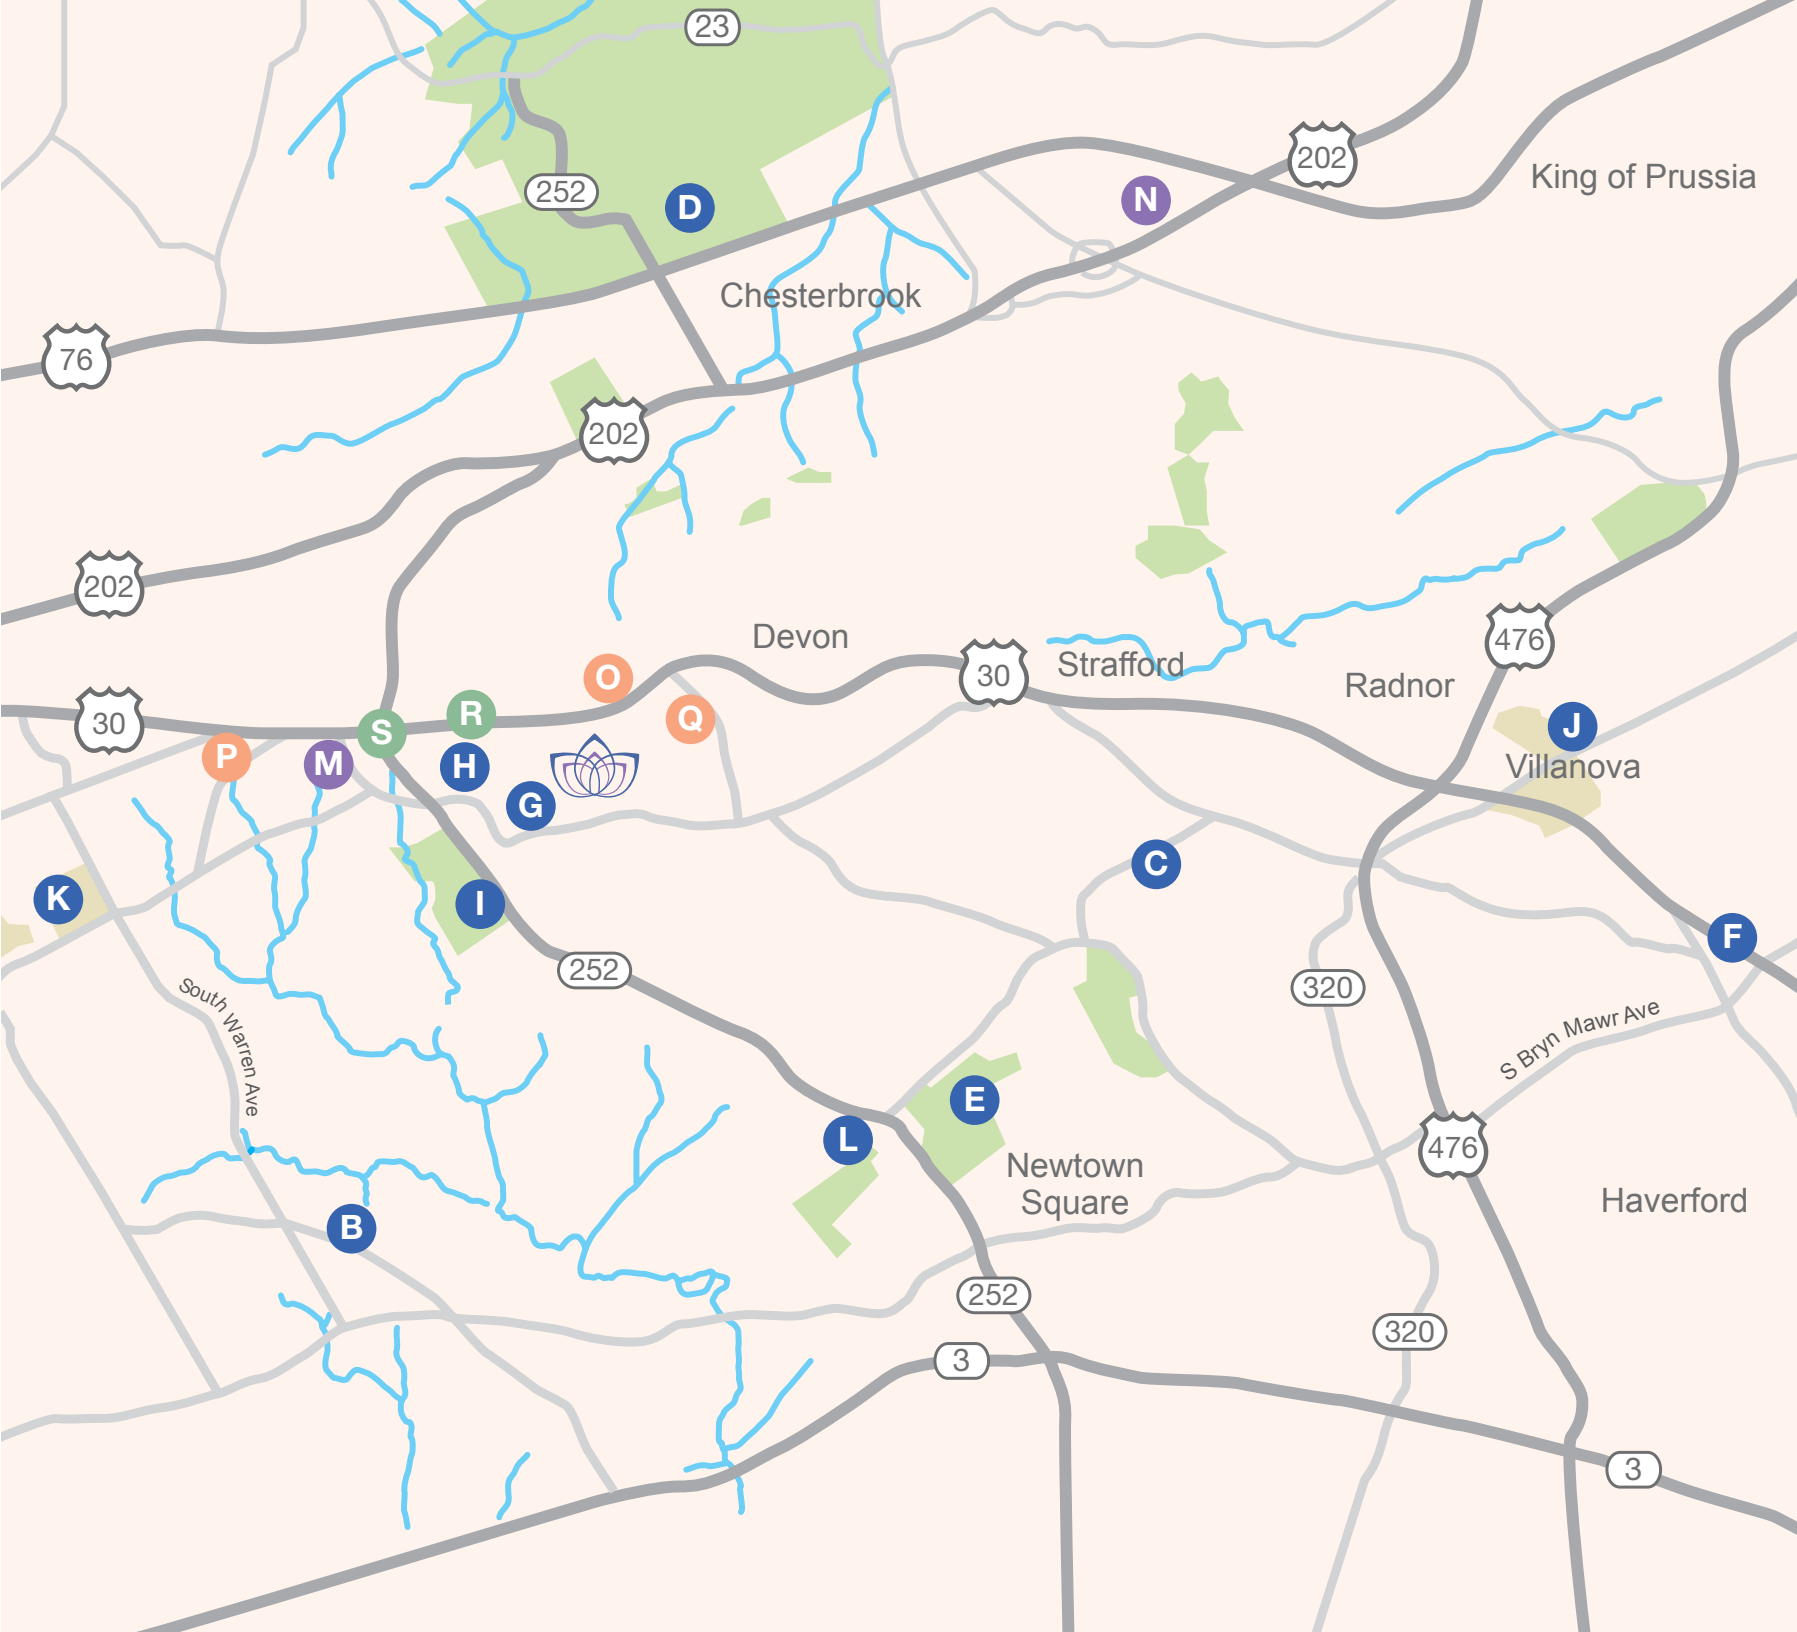 23
202
King of Prussia
252
D
N
Chesterbrook
76
202
202
Devon
30
Strafford
476
Radnor
O
R
Q
30
S
J
P
M
H
Villanova
G
C
K
I
F
252
320
South Warren Ave
S Bryn Mawr Ave
E
L
476
Newtown
Square
Haverford
B
252
320
3
3